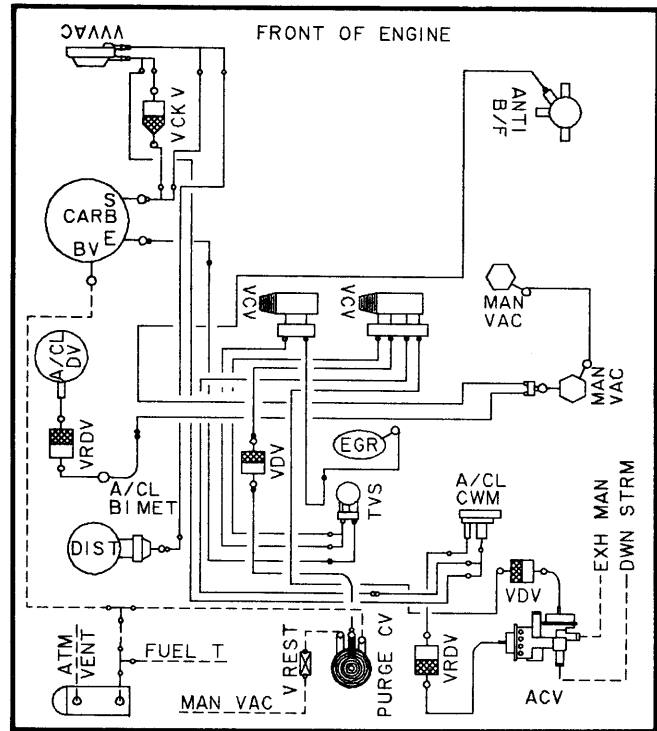 FRONT OF ENGINE
VVVAC
VCK V
ANTI
B/F
S
CARB
E
BV
VCV
VCV
MAN
VAC
A/CL
DV
MAN
VAC
VRDV
VDV
EGR
A/CL
BI MET
TVS
A/CL
CWM
EXH MAN
DWN STRM
DIST
VDV
ATM
VENT
FUEL T
V REST
PURGE CV
VRDV
MAN VAC
ACV